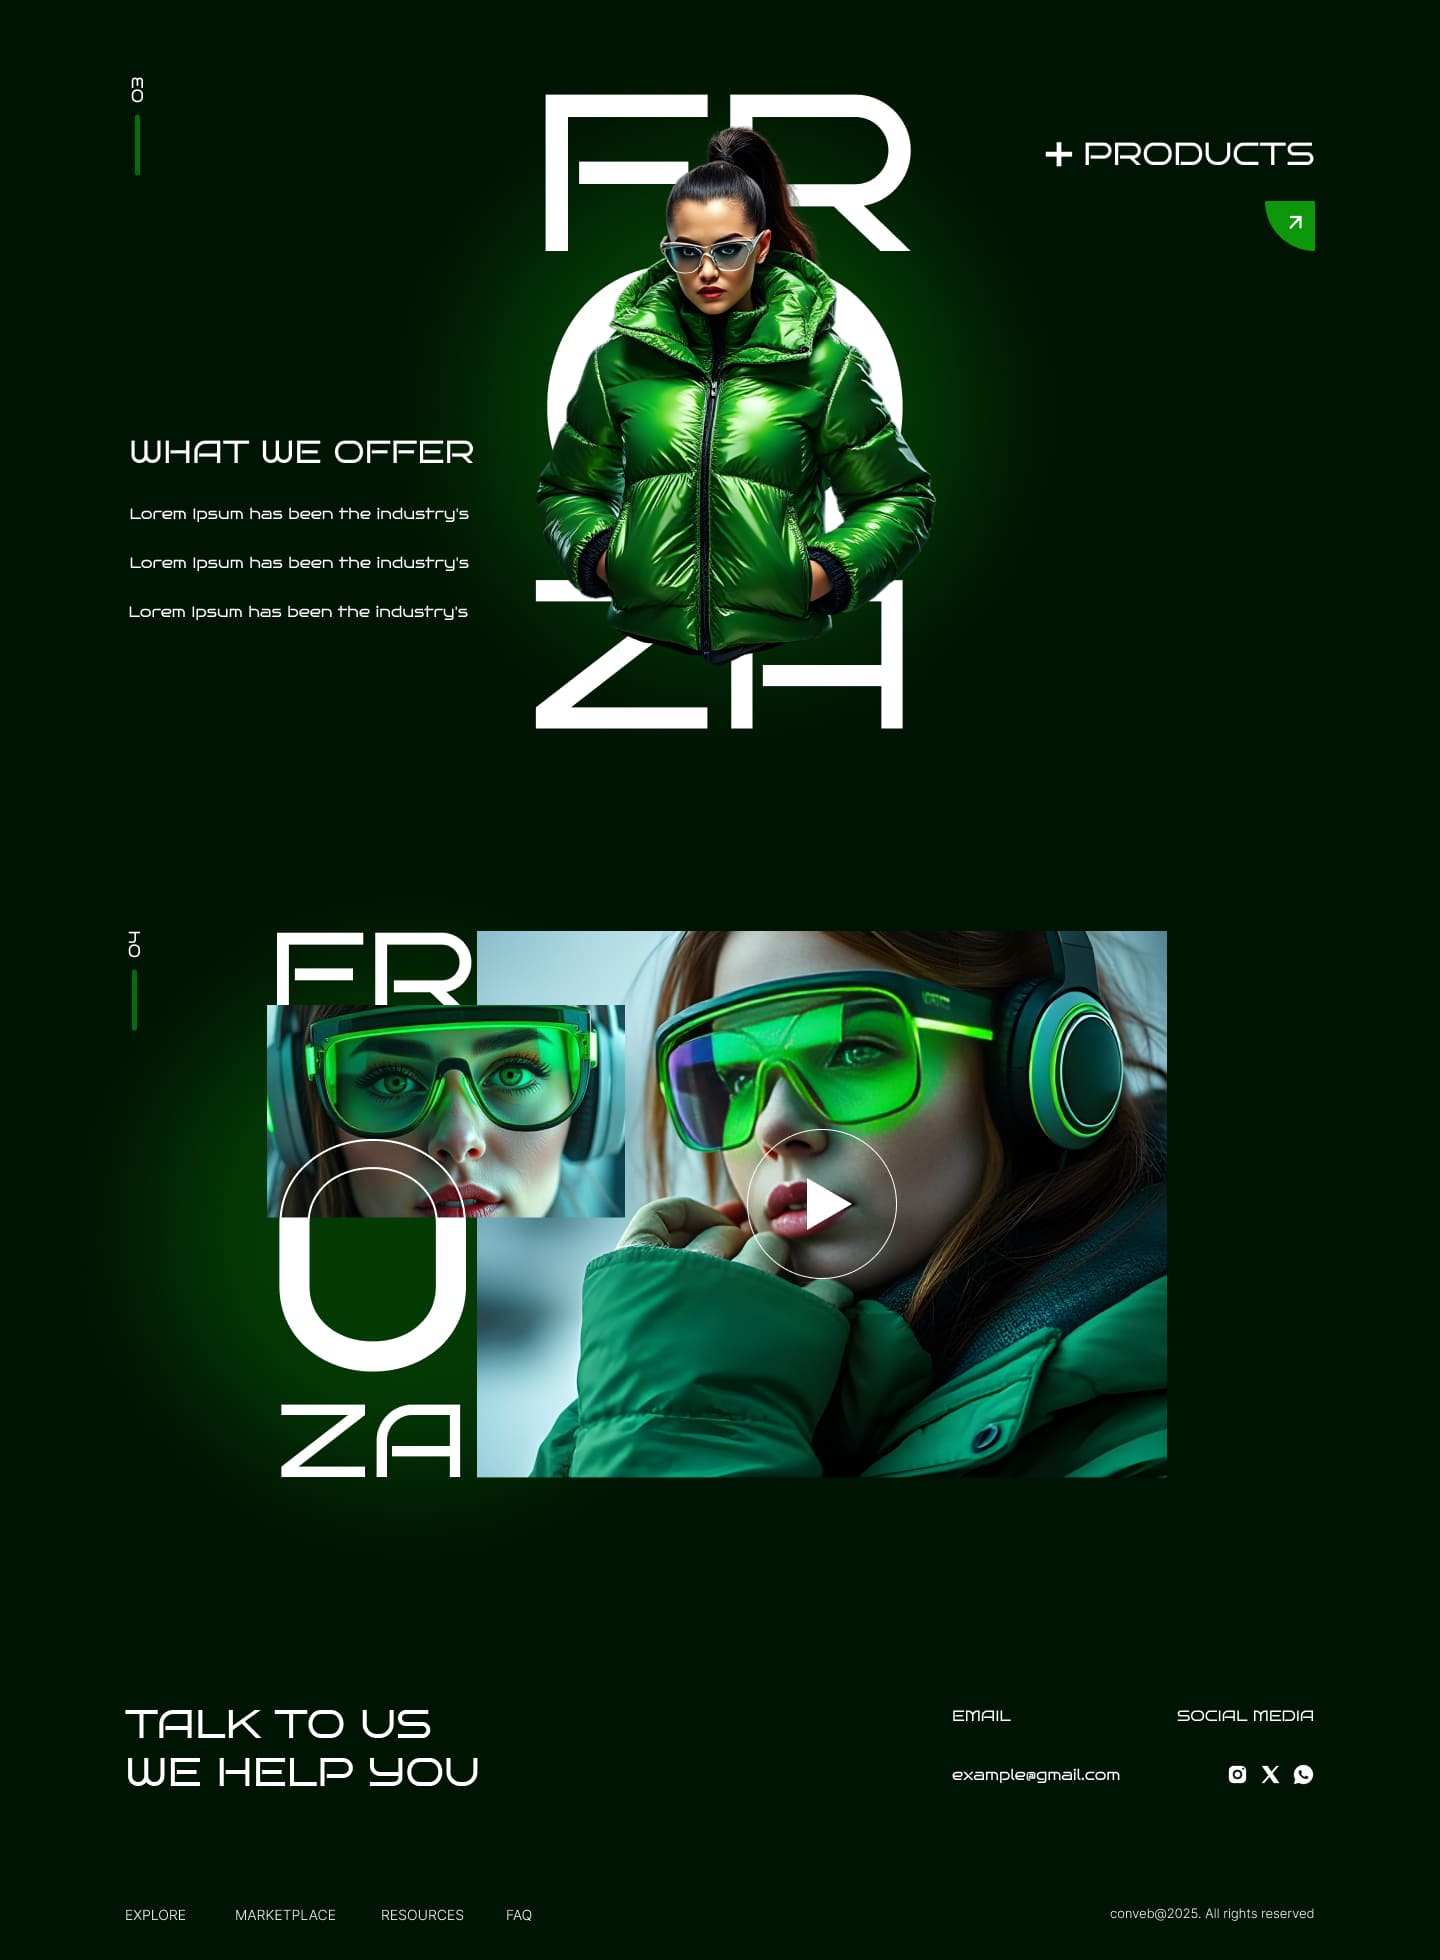 03
FR
O
ZA
+ PRODUCTS
WHAT WE OFFER
Lorem Ipsum has been the industry's
Lorem Ipsum has been the industry's
Lorem Ipsum has been the industry's
04
FR
O
ZA
TALK TO US
WE HELP YOU
EMAIL
example@gmail.com
SOCIAL MEDIA
EXPLORE MARKETPLACE RESOURCES FAQ
conveb@2025. All rights reserved